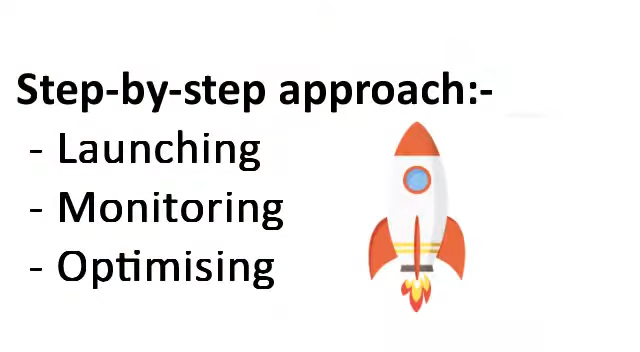 Step-by-step approach:-
- Launching
- Monitoring
- Optimising